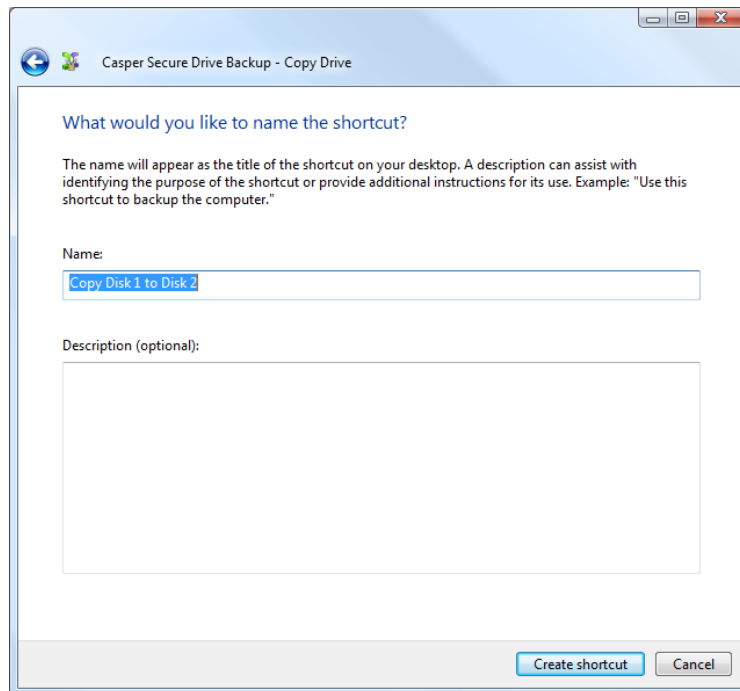 Casper Secure Drive Backup - Copy Drive
What would you like to name the shortcut?
The name will appear as the title of the shortcut on your desktop. A description can assist with
identifying the purpose of the shortcut or provide additional instructions for its use. Example: "Use this
shortcut to backup the computer."
Name:
Copy Disk 1 to Disk 2
Description (optional):
Create shortcut
Cancel